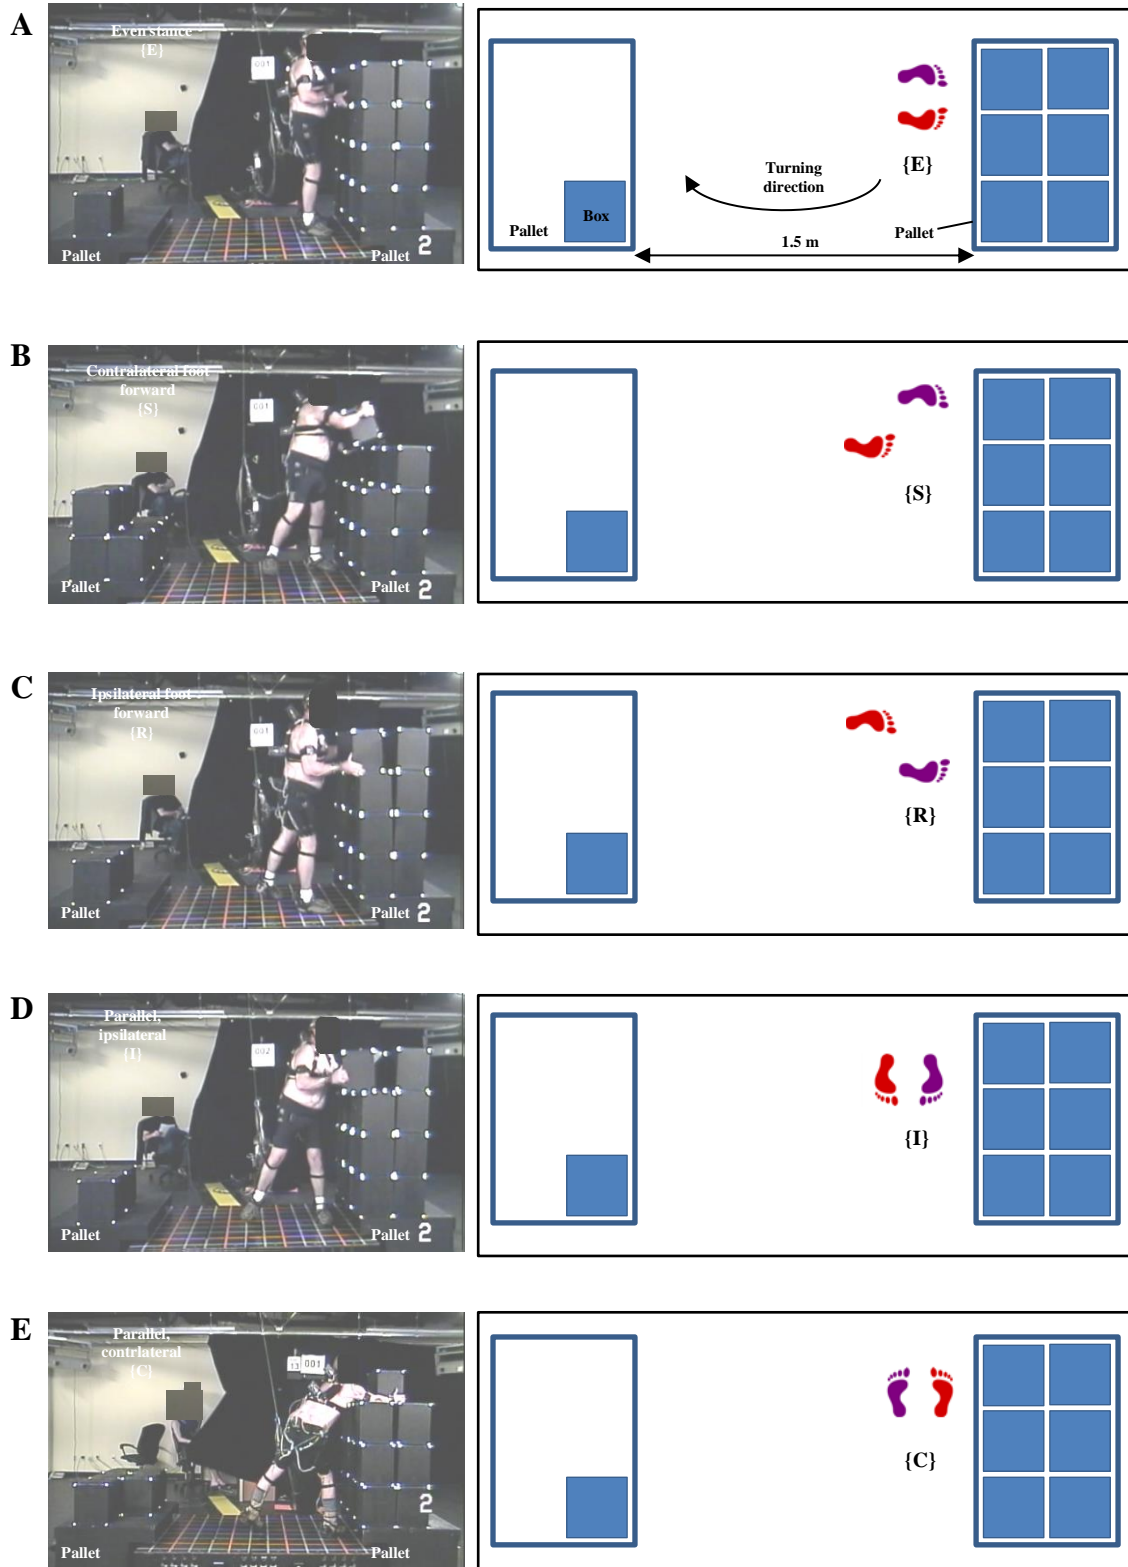 A
Even stance
{E}
001
Pallet
Pallet 2
{E}
Turning
direction
Box
Pallet
Pallet
1.5 m
B
Contralateral foot
forward
{S}
001
Pallet
Pallet 2
{S}
C
Ipsilateral foot
forward
{R}
001
Pallet
Pallet 2
{R}
D
Parallel,
ipsilateral
{I}
002
Pallet
Pallet 2
{I}
E
Parallel,
contrlateral
{C}
13 001
2
Pallet
Pallet
{C}